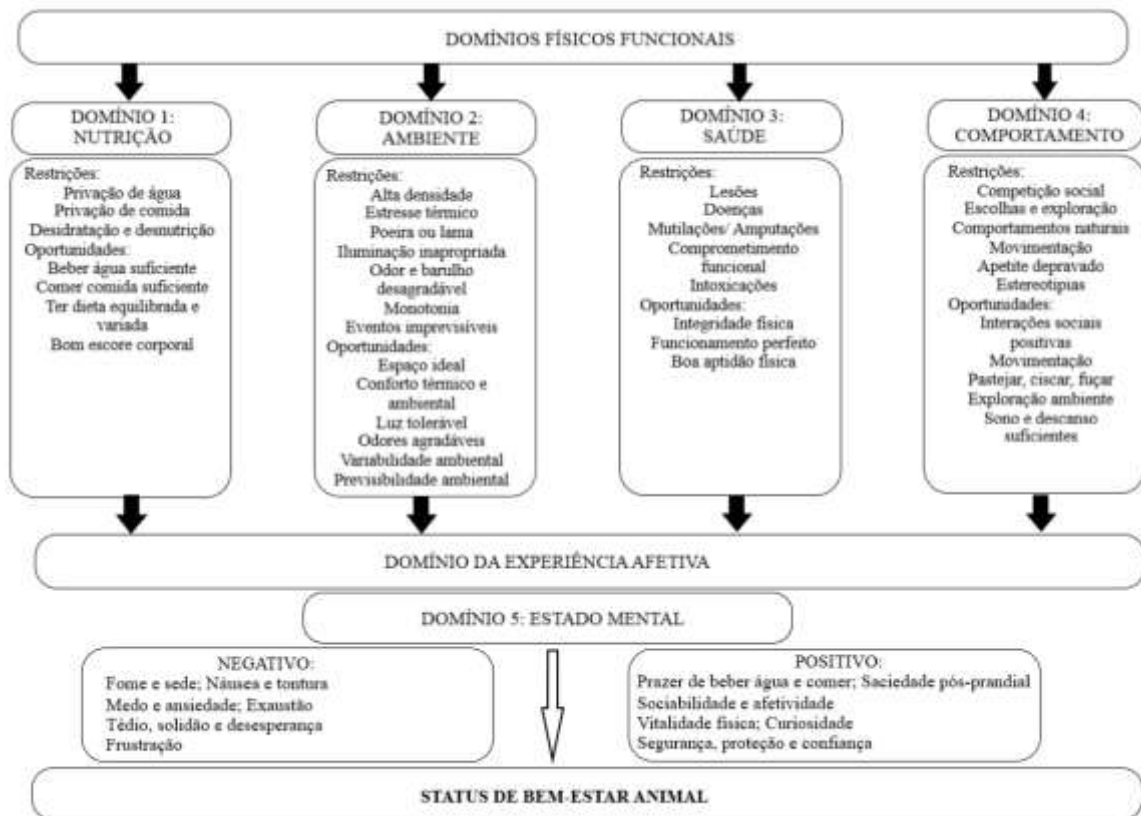 DOMÍNIOS FÍSICOS FUNCIONAIS
DOMÍNIO 1:
NUTRIÇÃO
Restrições:
Privação de água
Privação de comida
Desidratação e desnutrição
Oportunidades:
Beber água suficiente
Comer comida suficiente
Ter dieta equilibrada e
variada
Bom escore corporal
DOMÍNIO 2:
AMBIENTE
Restrições:
Alta densidade
Estresse térmico
Poeira ou lama
Iluminação inapropriada
Odor e barulho
desagradável
Monotonia
Eventos imprevisíveis
Oportunidades:
Espaço ideal
Conforto térmico e
ambiental
Luz tolerável
Odores agradáveis
Variabilidade ambiental
Previsibilidade ambiental
DOMÍNIO 3:
SAÚDE
Restrições:
Lesões
Doenças
Mutilações/ Amputações
Comprometimento
funcional
Intoxicações
Oportunidades:
Integridade física
Funcionamento perfeito
Boa aptidão física
DOMÍNIO 4:
COMPORTAMENTO
Restrições:
Competição social
Escolhas e exploração
Comportamentos naturais
Movimentação
Apetite depravado
Estereotipias
Oportunidades:
Interações sociais
positivas
Movimentação
Pastejar, ciscar, fuçar
Exploração ambiente
Sono e descanso
suficientes
DOMÍNIO DA EXPERIÊNCIA AFETIVA
DOMÍNIO 5: ESTADO MENTAL
NEGATIVO:
Fome e sede; Náusea e tontura
Medo e ansiedade; Exaustão
Tédio, solidão e desesperança
Frustração
POSITIVO:
Prazer de beber água e comer; Saciedade pós-prandial
Sociabilidade e afetividade
Vitalidade física; Curiosidade
Segurança, proteção e confiança
STATUS DE BEM-ESTAR ANIMAL